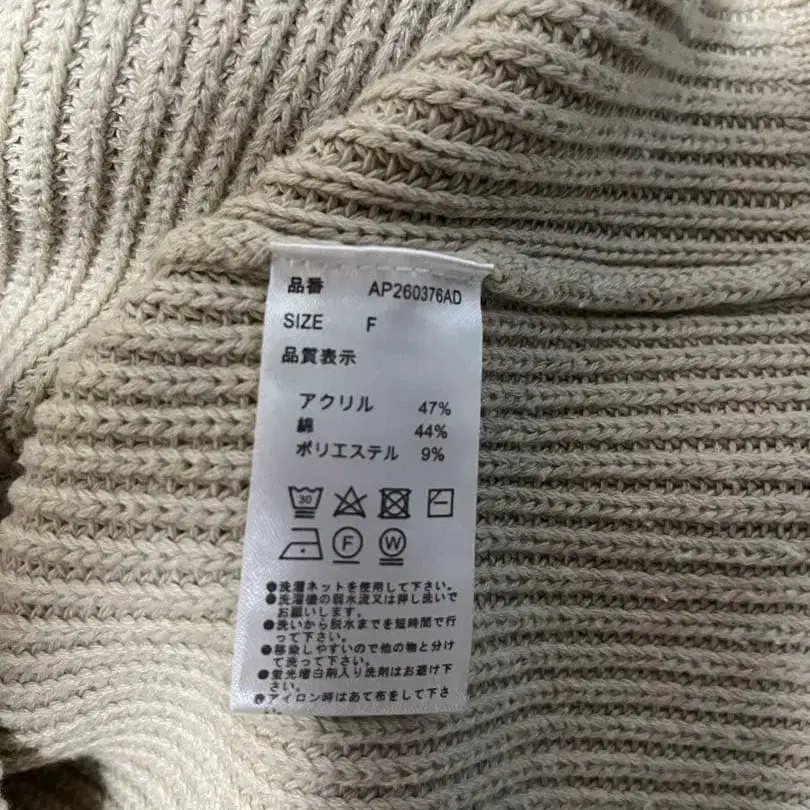 品番 AP260376AD
SIZE F
品質表示
アクリル 47%
綿 44%
ポリエステル 9%
30
F W
●洗濯ネットを使用して下さい。
●洗濯機の弱水流又は押し洗いで
お願いします。
●洗いから脱水までを短時間で行
って下さい。
●移染しやすいので他の物と分け
て洗って下さい。
●蛍光増白剤入り洗剤はお避け下
さい。
●アイロン時はあて布をして下さ
い。